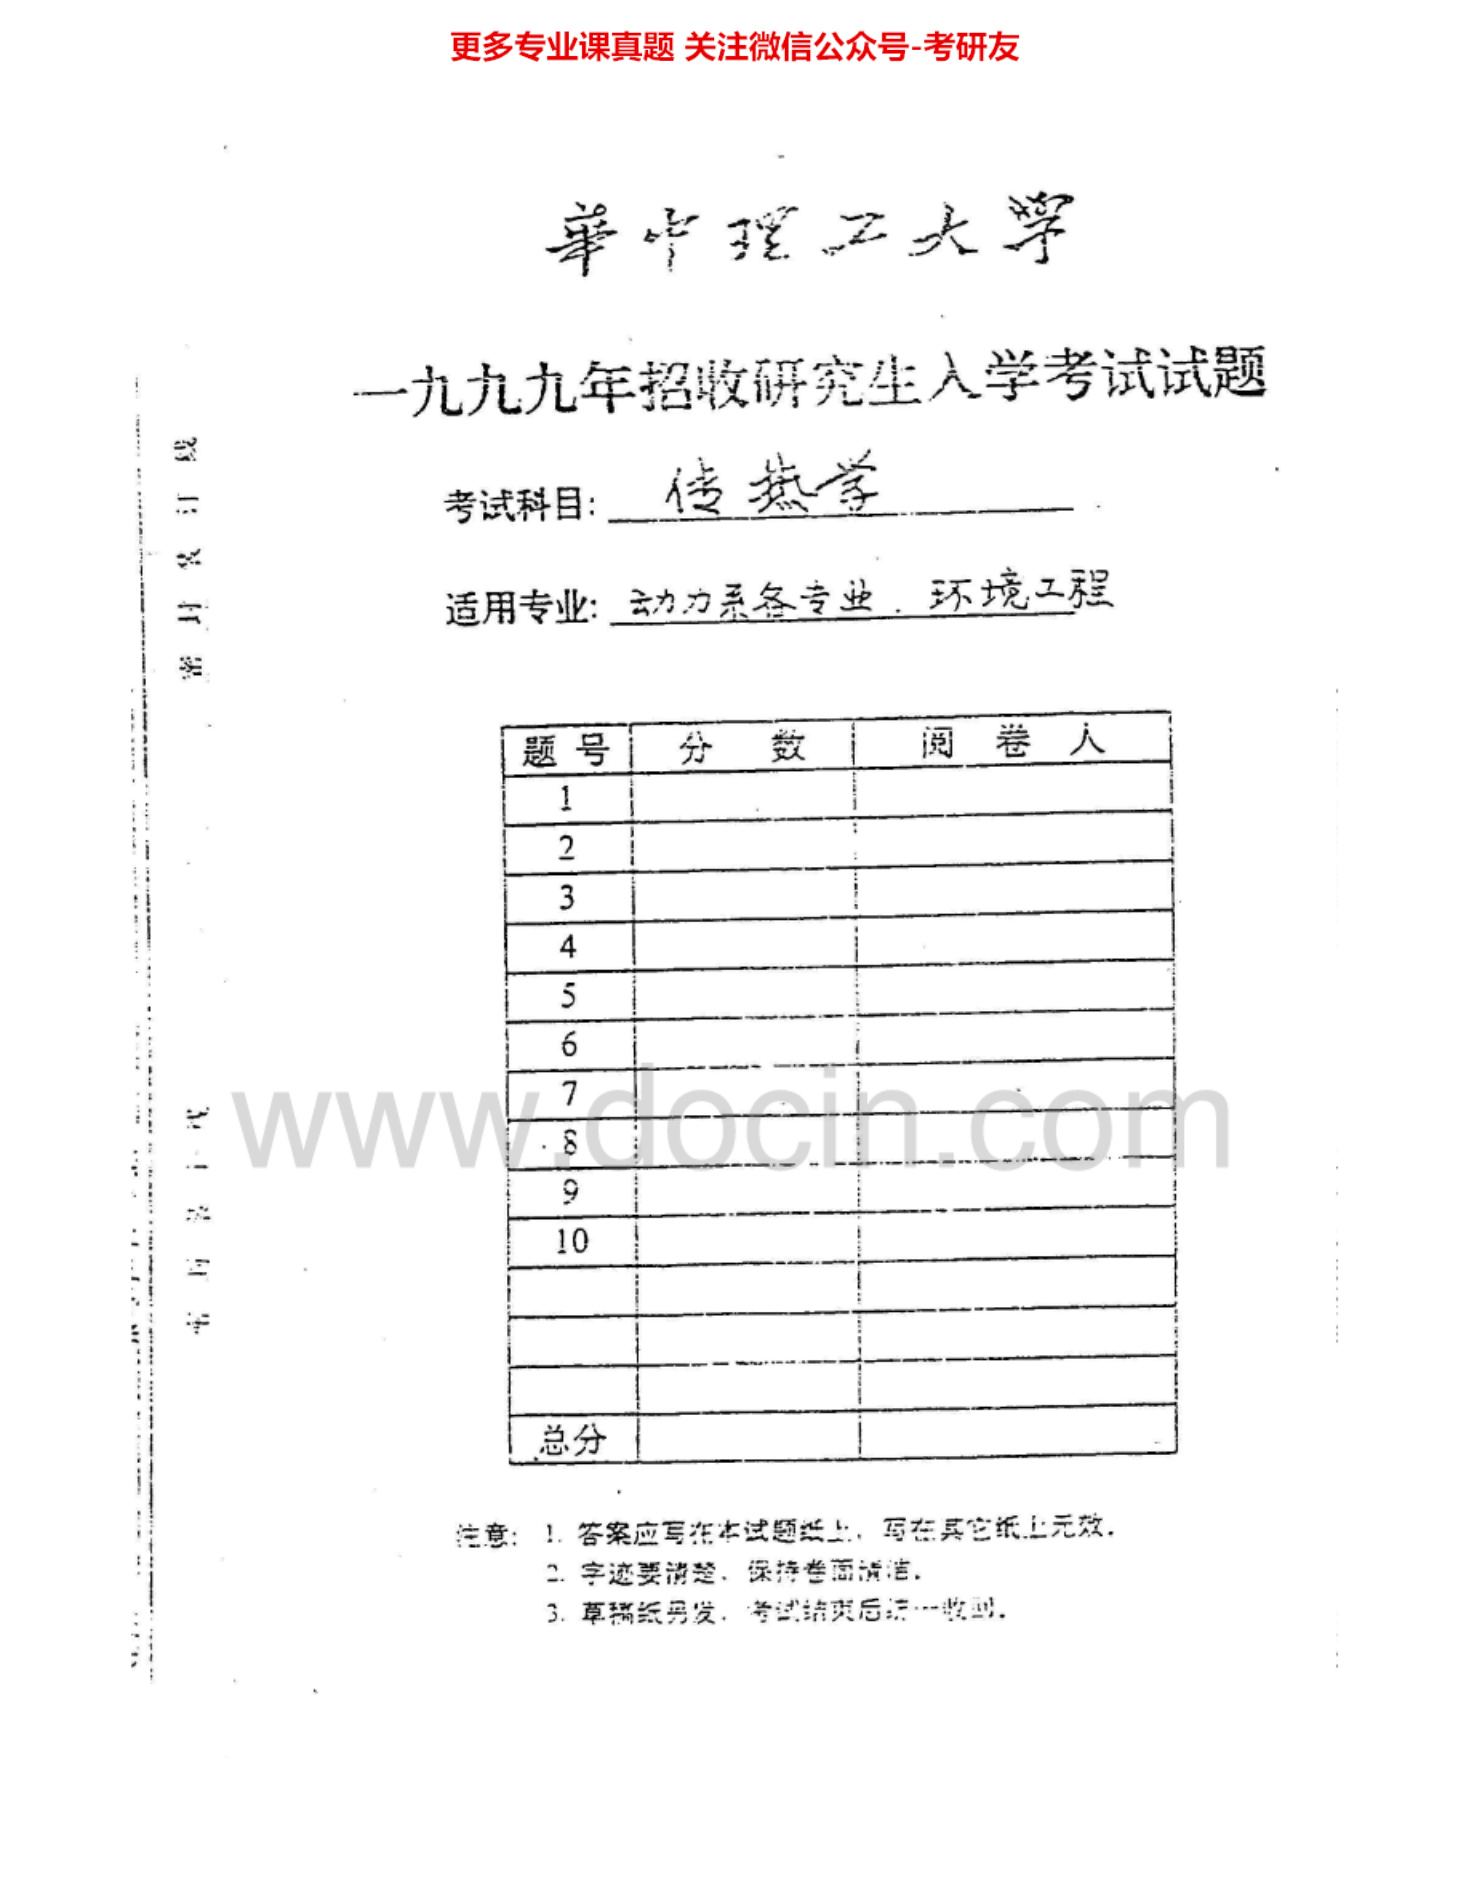 更多专业课真题 关注微信公众号-考研友
華中理工大学
一九九九年招收研究生入学考试试题
考试科目: 传热学
适用专业: 动力系各专业. 环境工程
题号 分 数 阅 卷 人
1
2
3
4
5
6
7
8
9
10
总分
www.docin.com
注意: 1. 答案应写在本试题纸上, 写在其它纸上无效.
2. 字迹要清楚、保持卷面清洁.
3. 草稿纸另发, 考试结束后统一收回.